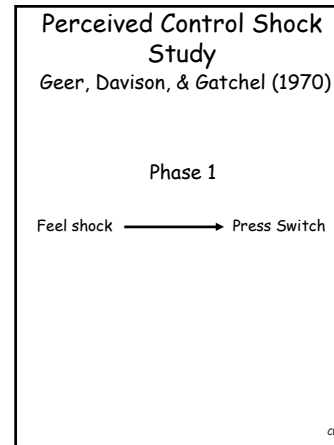 Perceived Control Shock
Study
Geer, Davison, & Gatchel (1970)
Phase 1
Feel shock Press Switch